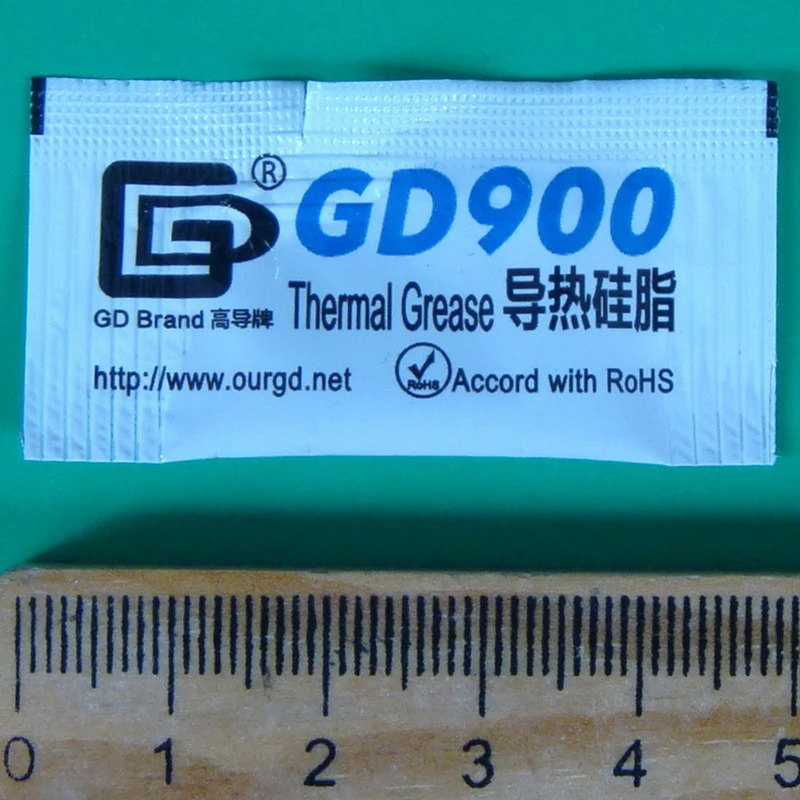 GD ® GD900
GD Brand 高导牌 Thermal Grease 导热硅脂
http://www.ourgd.net RoHS Accord with RoHS
0 1 2 3 4 5